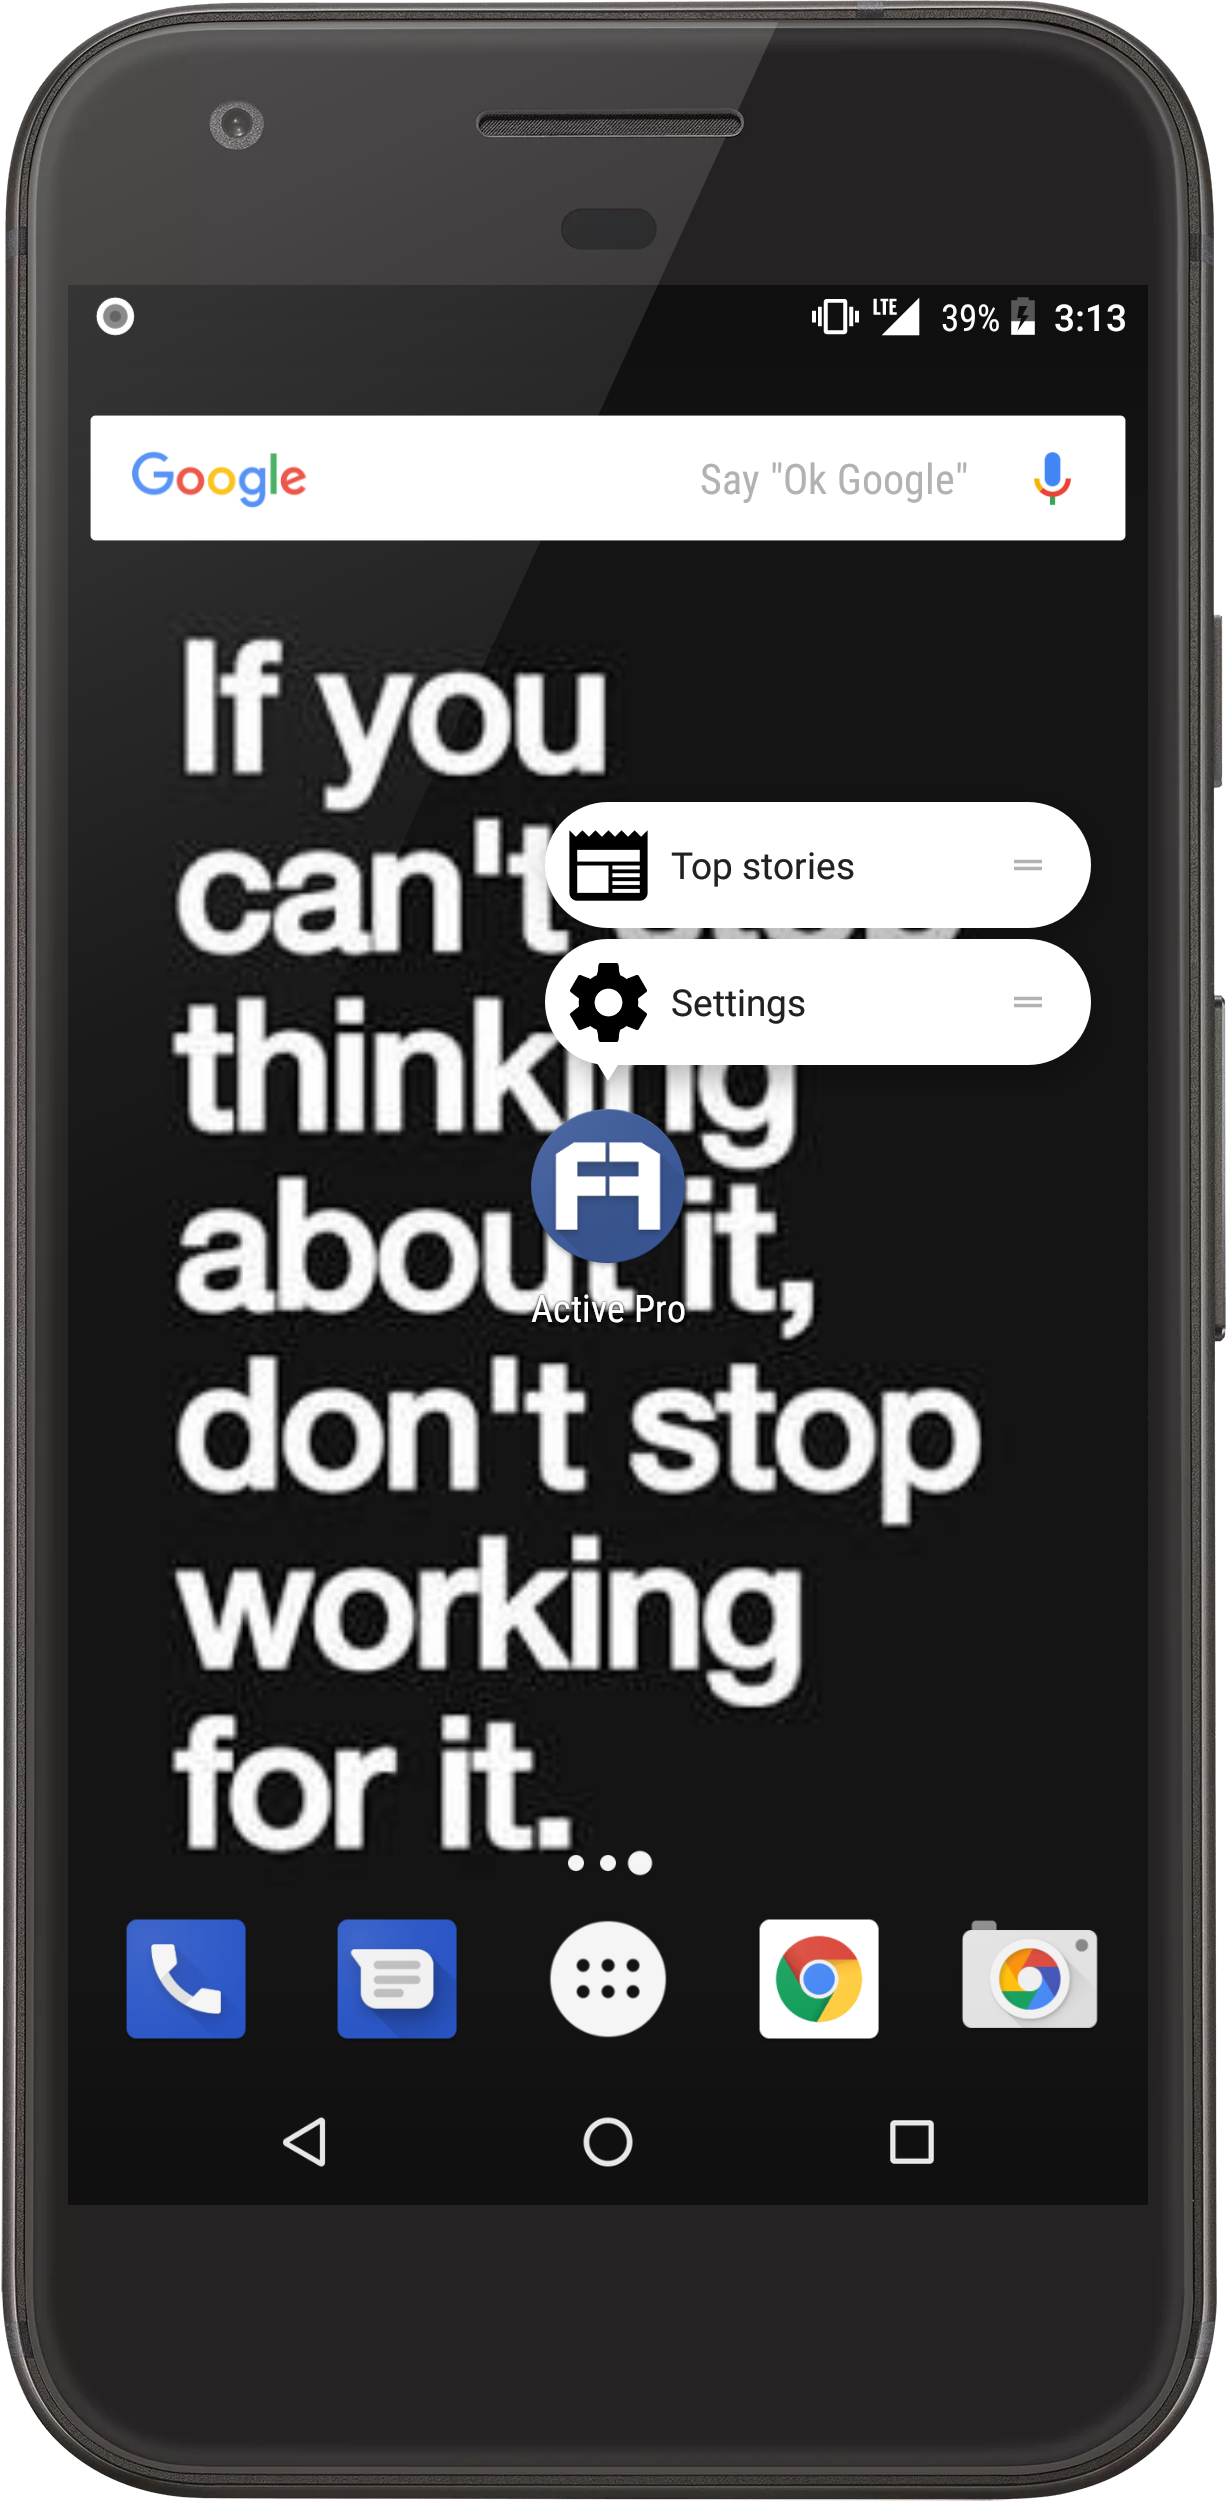 LTE 39% 3:13
Google Say "Ok Google"
If you
can't stop
Top stories
Settings
thinking
about it,
Active Pro
don't stop
working
for it.